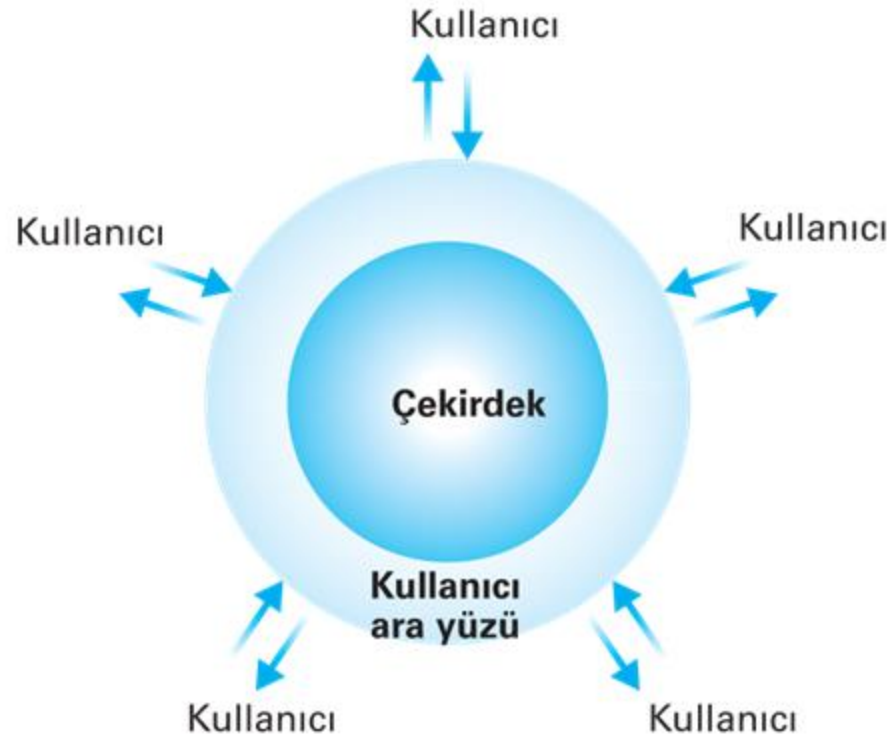 Kullanıcı
Kullanıcı
Kullanıcı
Çekirdek
Kullanıcı
ara yüzü
Kullanıcı
Kullanıcı